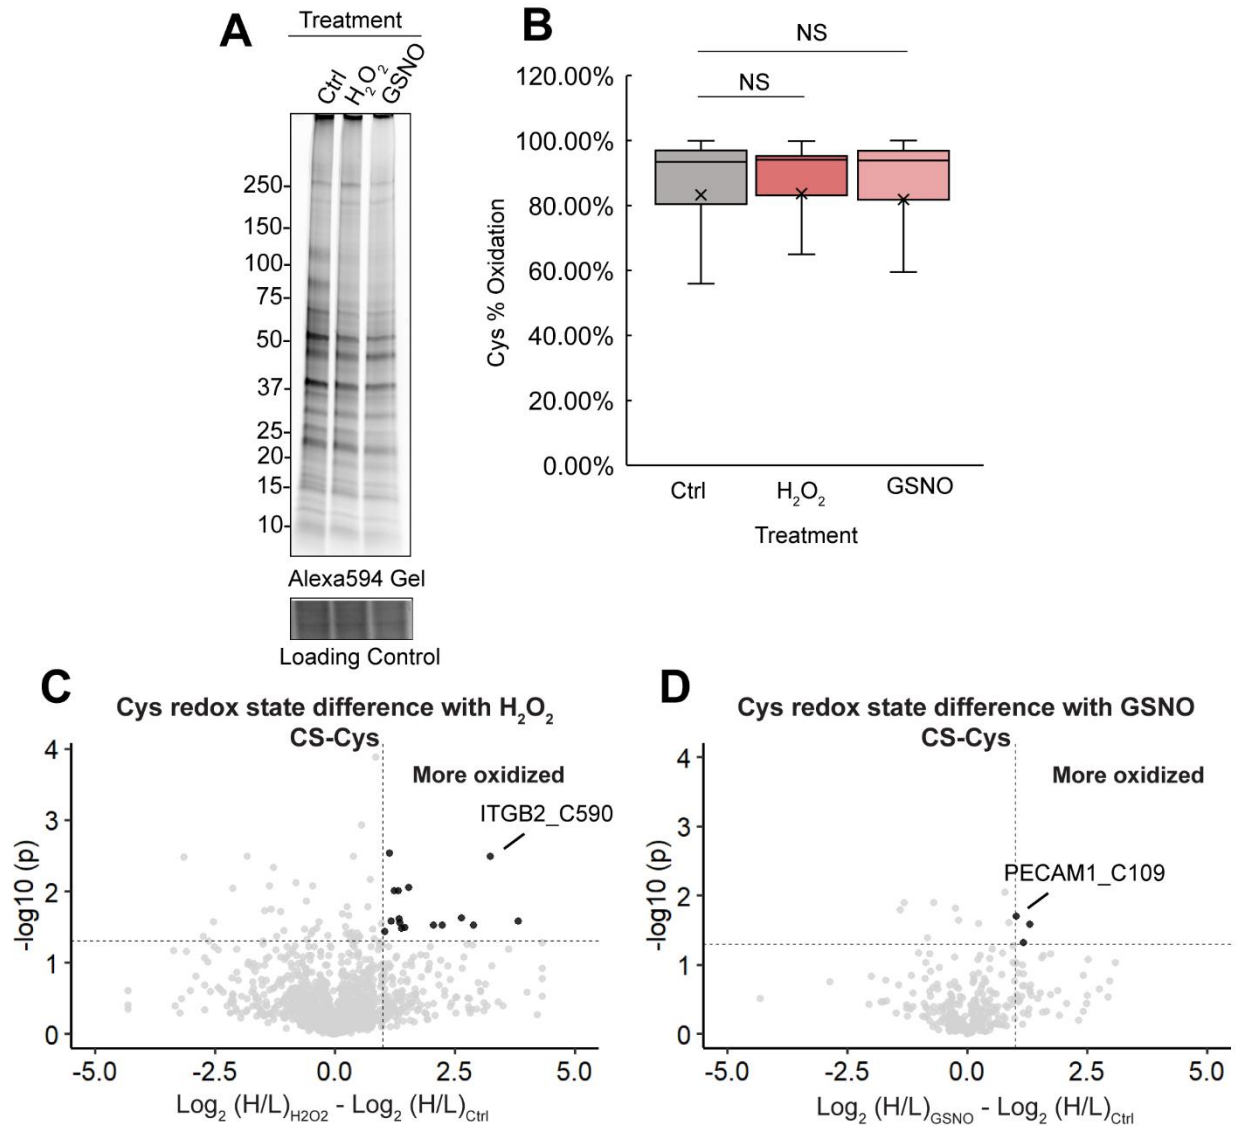 A
Treatment
Ctrl
H₂O₂
GSNO
250
150
100
75
50
37
25
20
15
10
Alexa594 Gel
Loading Control
B
NS
NS
120.00%
100.00%
80.00%
60.00%
40.00%
20.00%
0.00%
Cys % Oxidation
Ctrl
H₂O₂
GSNO
Treatment
C
Cys redox state difference with H₂O₂
CS-Cys
More oxidized
ITGB2_C590
4
3
2
1
0
-log10 (p)
-5.0 -2.5 0.0 2.5 5.0
Log₂ (H/L)H2O2 - Log₂ (H/L)Ctrl
D
Cys redox state difference with GSNO
CS-Cys
More oxidized
PECAM1_C109
4
3
2
1
0
-log10 (p)
-5.0 -2.5 0.0 2.5 5.0
Log₂ (H/L)GSNO - Log₂ (H/L)Ctrl